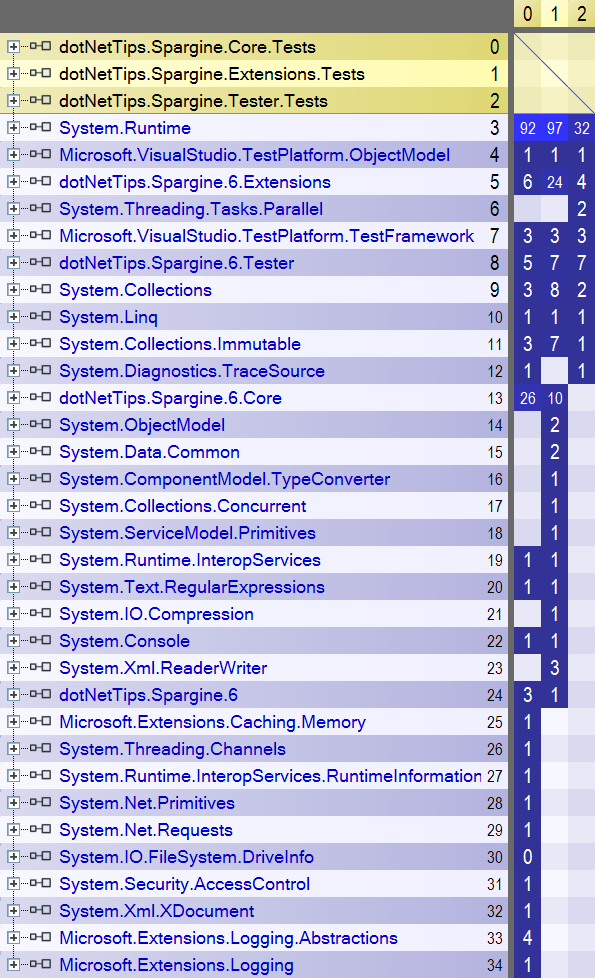 0 1 2
dotNetTips.Spargine.Core.Tests 0
dotNetTips.Spargine.Extensions.Tests 1
dotNetTips.Spargine.Tester.Tests 2
System.Runtime 3 92 97 32
Microsoft.VisualStudio.TestPlatform.ObjectModel 4 1 1 1
dotNetTips.Spargine.6.Extensions 5 6 24 4
System.Threading.Tasks.Parallel 6 2
Microsoft.VisualStudio.TestPlatform.TestFramework 7 3 3 3
dotNetTips.Spargine.6.Tester 8 5 7 7
System.Collections 9 3 8 2
System.Linq 10 1 1 1
System.Collections.Immutable 11 3 7 1
System.Diagnostics.TraceSource 12 1 1
dotNetTips.Spargine.6.Core 13 26 10
System.ObjectModel 14 2
System.Data.Common 15 2
System.ComponentModel.TypeConverter 16 1
System.Collections.Concurrent 17 1
System.ServiceModel.Primitives 18 1
System.Runtime.InteropServices 19 1 1
System.Text.RegularExpressions 20 1 1
System.IO.Compression 21 1
System.Console 22 1 1
System.Xml.ReaderWriter 23 3
dotNetTips.Spargine.6 24 3 1
Microsoft.Extensions.Caching.Memory 25 1
System.Threading.Channels 26 1
System.Runtime.InteropServices.RuntimeInformation 27 1
System.Net.Primitives 28 1
System.Net.Requests 29 1
System.IO.FileSystem.DriveInfo 30 0
System.Security.AccessControl 31 1
System.Xml.XDocument 32 1
Microsoft.Extensions.Logging.Abstractions 33 4
Microsoft.Extensions.Logging 34 1